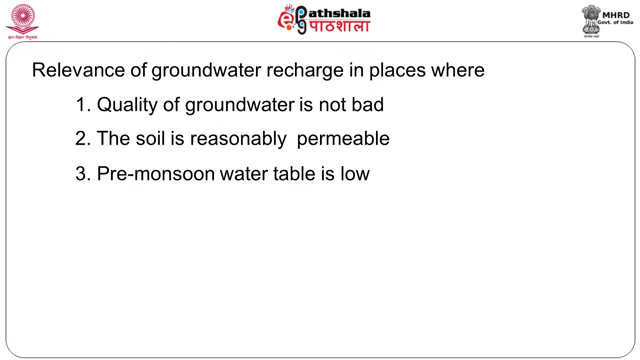 ePathshala
पाठशाला
MHRD
Govt. of India
Relevance of groundwater recharge in places where
1. Quality of groundwater is not bad
2. The soil is reasonably permeable
3. Pre-monsoon water table is low